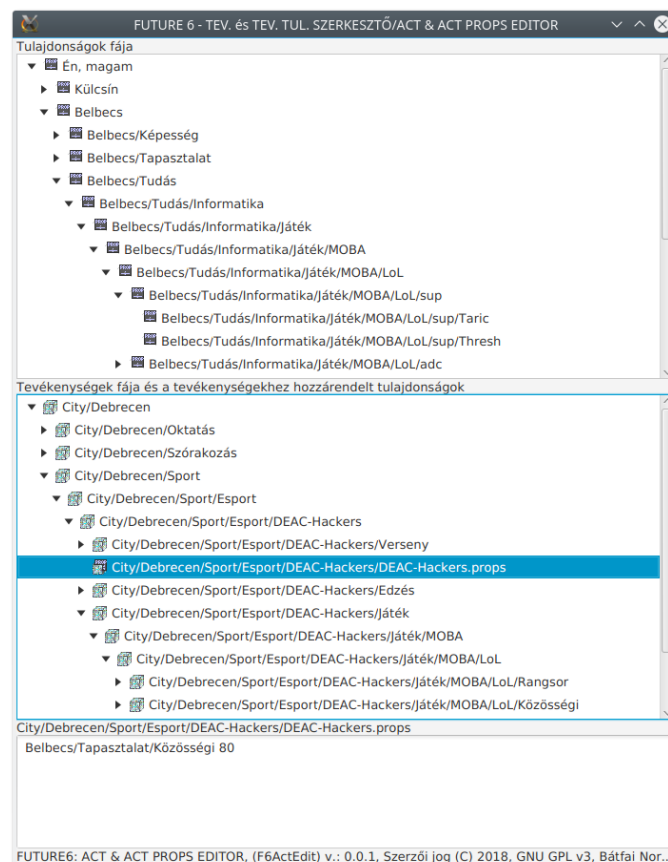 FUTURE 6 - TEV. és TEV. TUL. SZERKESZTŐ/ACT & ACT PROPS EDITOR
Tulajdonságok fája
Én, magam
Külcsín
Belbecs
Belbecs/Képesség
Belbecs/Tapasztalat
Belbecs/Tudás
Belbecs/Tudás/Informatika
Belbecs/Tudás/Informatika/Játék
Belbecs/Tudás/Informatika/Játék/MOBA
Belbecs/Tudás/Informatika/Játék/MOBA/LoL
Belbecs/Tudás/Informatika/Játék/MOBA/LoL/sup
Belbecs/Tudás/Informatika/Játék/MOBA/LoL/sup/Taric
Belbecs/Tudás/Informatika/Játék/MOBA/LoL/sup/Thresh
Belbecs/Tudás/Informatika/Játék/MOBA/LoL/adc
Tevékenységek fája és a tevékenységekhez hozzárendelt tulajdonságok
City/Debrecen
City/Debrecen/Oktatás
City/Debrecen/Szórakozás
City/Debrecen/Sport
City/Debrecen/Sport/Esport
City/Debrecen/Sport/Esport/DEAC-Hackers
City/Debrecen/Sport/Esport/DEAC-Hackers/Verseny
City/Debrecen/Sport/Esport/DEAC-Hackers/DEAC-Hackers.props
City/Debrecen/Sport/Esport/DEAC-Hackers/Edzés
City/Debrecen/Sport/Esport/DEAC-Hackers/Játék
City/Debrecen/Sport/Esport/DEAC-Hackers/Játék/MOBA
City/Debrecen/Sport/Esport/DEAC-Hackers/Játék/MOBA/LoL
City/Debrecen/Sport/Esport/DEAC-Hackers/Játék/MOBA/LoL/Rangsor
City/Debrecen/Sport/Esport/DEAC-Hackers/Játék/MOBA/LoL/Közösségi
City/Debrecen/Sport/Esport/DEAC-Hackers/DEAC-Hackers.props
Belbecs/Tapasztalat/Közösségi 80
FUTURE6: ACT & ACT PROPS EDITOR, (F6ActEdit) v.: 0.0.1, Szerzői jog (C) 2018, GNU GPL v3, Bátfai Nor...